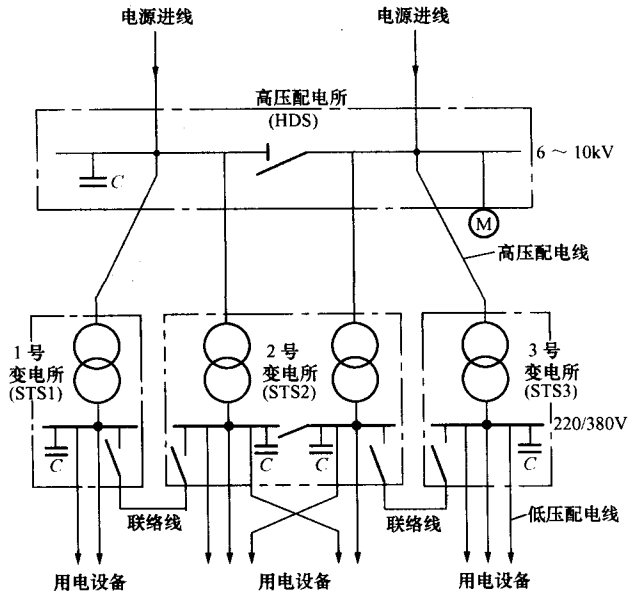 电源进线
电源进线
高压配电所
(HDS)
6～10kV
C
M
高压配电线
1号
变电所
(STS1)
2号
变电所
(STS2)
3号
变电所
(STS3)
220/380V
C
C
C
C
联络线
联络线
低压配电线
用电设备
用电设备
用电设备